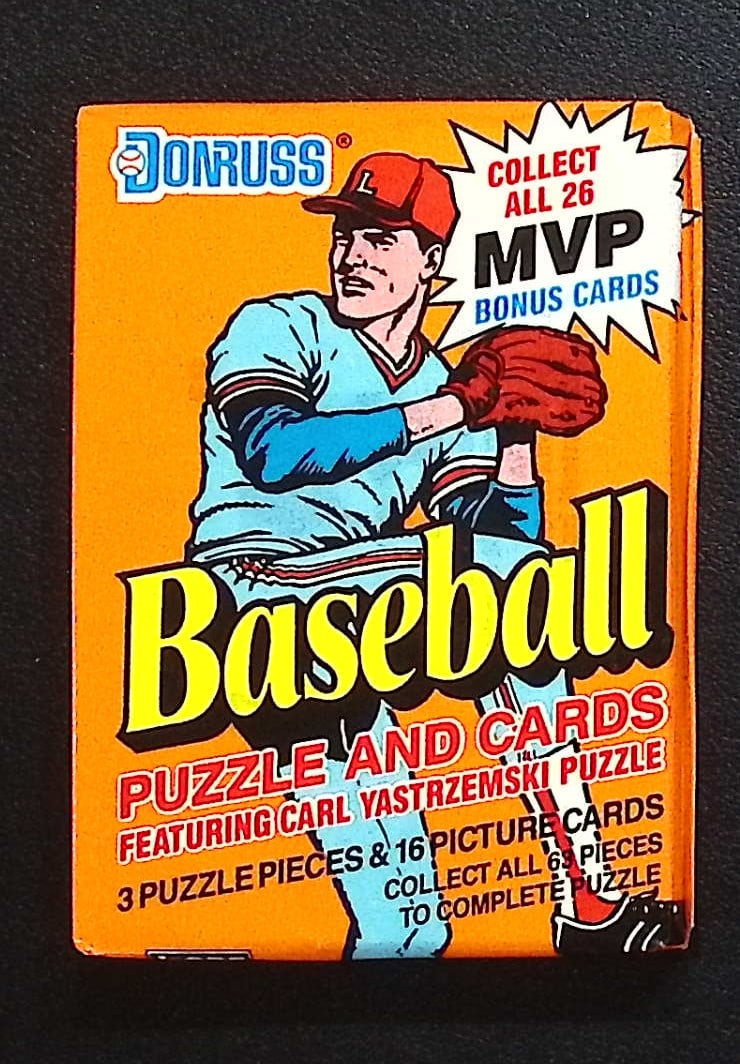 DONRUSS®
L
COLLECT
ALL 26
MVP
BONUS CARDS
Baseball
PUZZLE AND CARDS
FEATURING CARL YASTRZEMSKI PUZZLE
3 PUZZLE PIECES & 16 PICTURE CARDS
COLLECT ALL 63 PIECES
TO COMPLETE PUZZLE